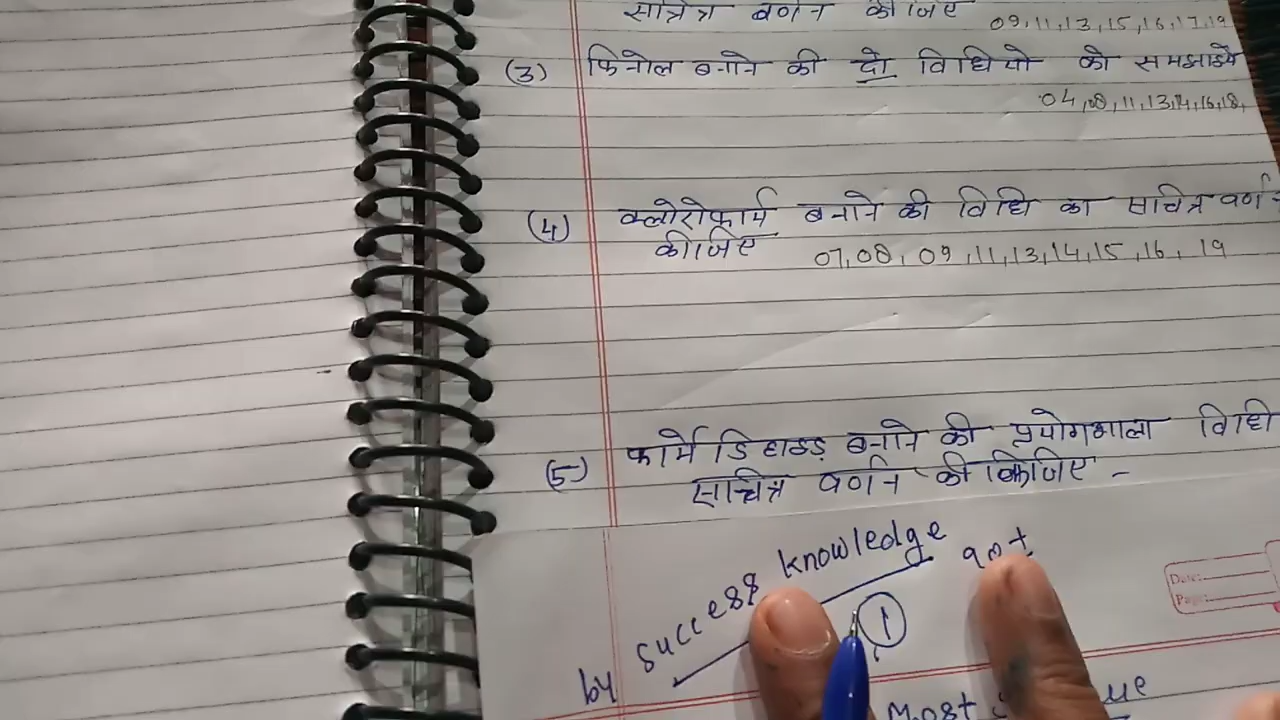 सचित्र वर्णन कीजिए 09,11,13,15,16,17,19
(3) फिनोल बनाने की दो विधियो को समझाइये
04,08,11,13,14,16,18,
(4) क्लोरोफार्म बनाने की विधि का सचित्र वर्णन
कीजिए 07,08,09,11,13,14,15,16,19
(5) फार्मेडिहाइड बनाने की प्रयोगशाला विधि
सचित्र वर्णन की कीजिए -
by success knowledge
1
Date:
Page:
Most